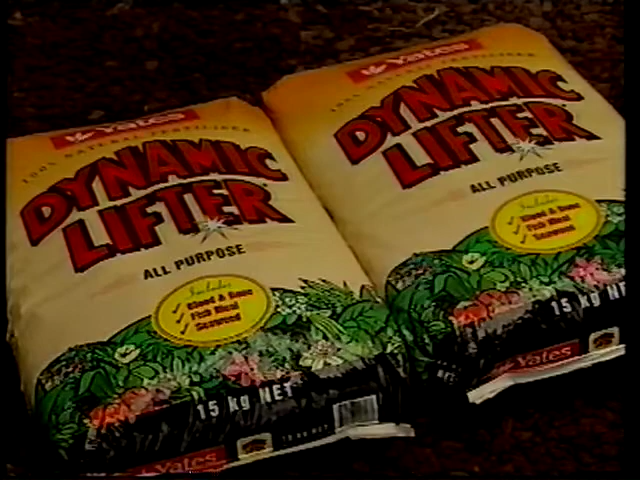 Yates
100% NATURAL FERTILISER
DYNAMIC
LIFTER
ALL PURPOSE
Includes
Blood & Bone
Fish Meal
Seaweed
15 kg NET
Yates
Yates
DYNAMIC
LIFTER
ALL PURPOSE
Includes
Blood & Bone
Fish Meal
Seaweed
15 kg NE
Yates